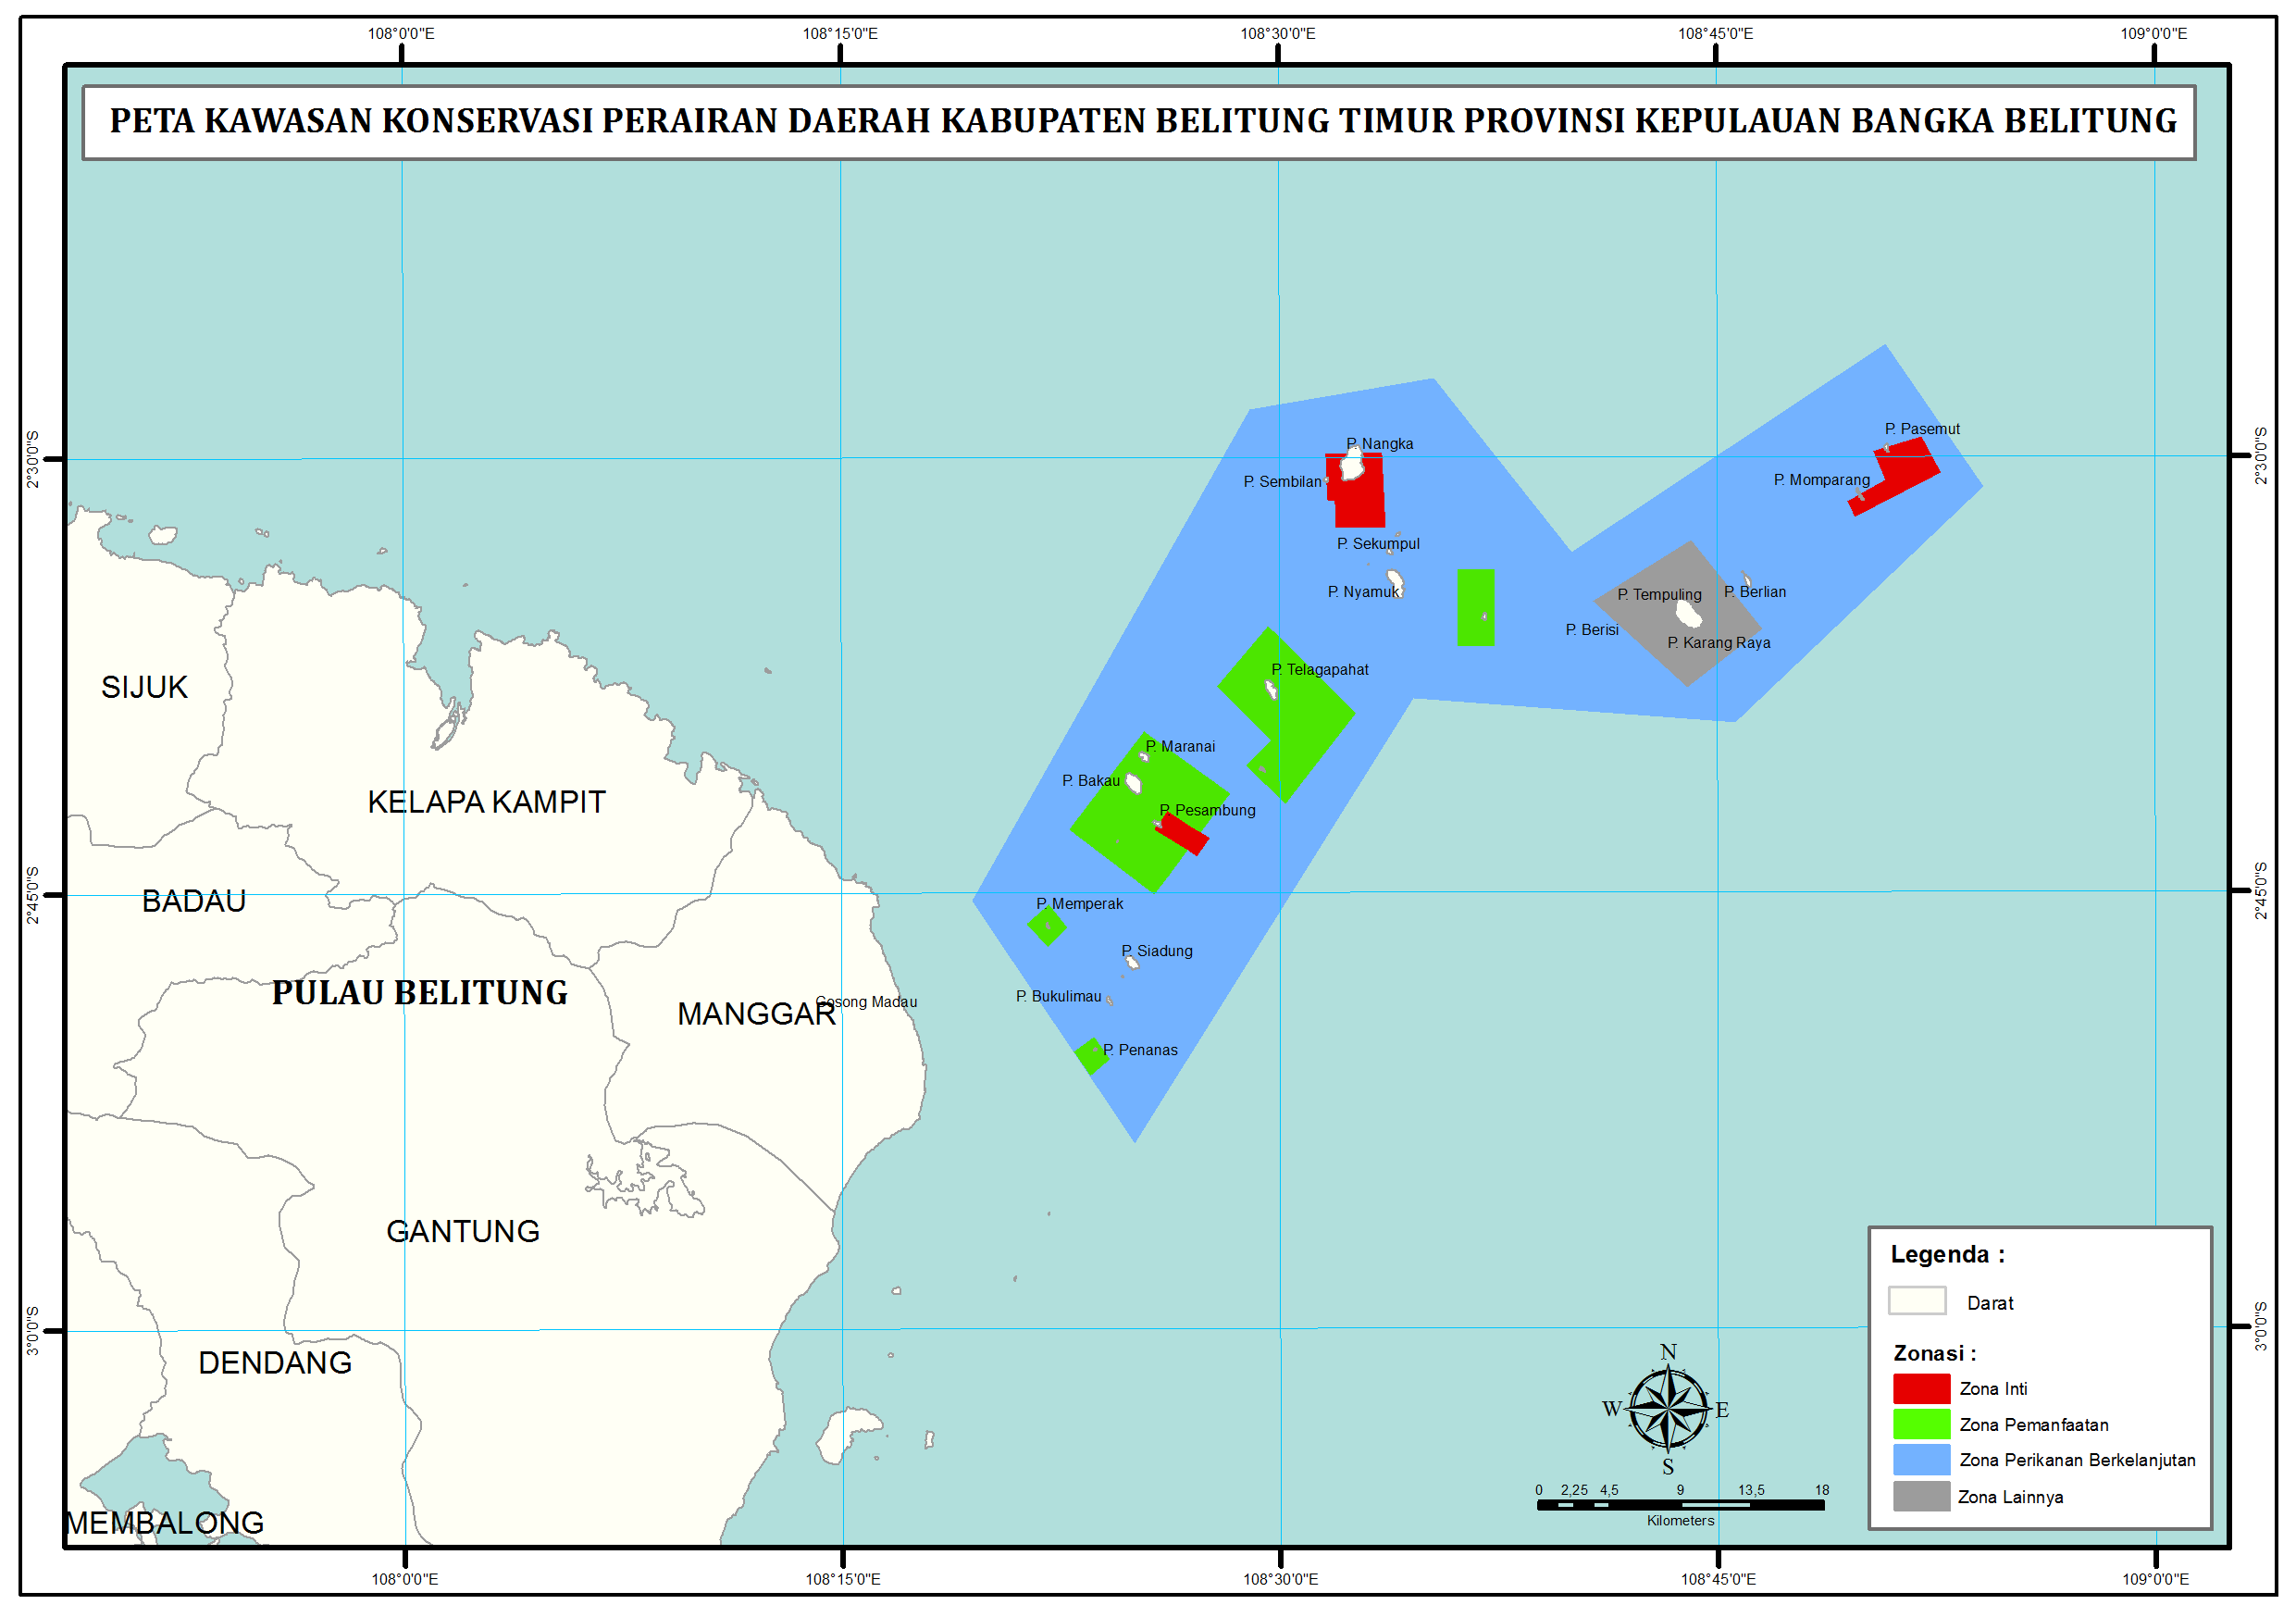 108°0'0"E
108°15'0"E
108°30'0"E
108°45'0"E
109°0'0"E
PETA KAWASAN KONSERVASI PERAIRAN DAERAH KABUPATEN BELITUNG TIMUR PROVINSI KEPULAUAN BANGKA BELITUNG
2°30'0"S
2°30'0"S
P. Pasemut
P. Nangka
P. Momparang
P. Sembilan
P. Sekumpul
P. Nyamuk
P. Tempuling
P. Berlian
P. Berisi
P. Karang Raya
P. Telagapahat
SIJUK
P. Maranai
P. Bakau
KELAPA KAMPIT
P. Pesambung
2°45'0"S
2°45'0"S
BADAU
P. Memperak
P. Siadung
PULAU BELITUNG
P. Bukulimau
Gosong Madau
MANGGAR
P. Penanas
GANTUNG
3°0'0"S
3°0'0"S
DENDANG
MEMBALONG
N
W
E
S
0 2,25 4,5 9 13,5 18
Kilometers
Legenda :
Darat
Zonasi :
Zona Inti
Zona Pemanfaatan
Zona Perikanan Berkelanjutan
Zona Lainnya
108°0'0"E
108°15'0"E
108°30'0"E
108°45'0"E
109°0'0"E